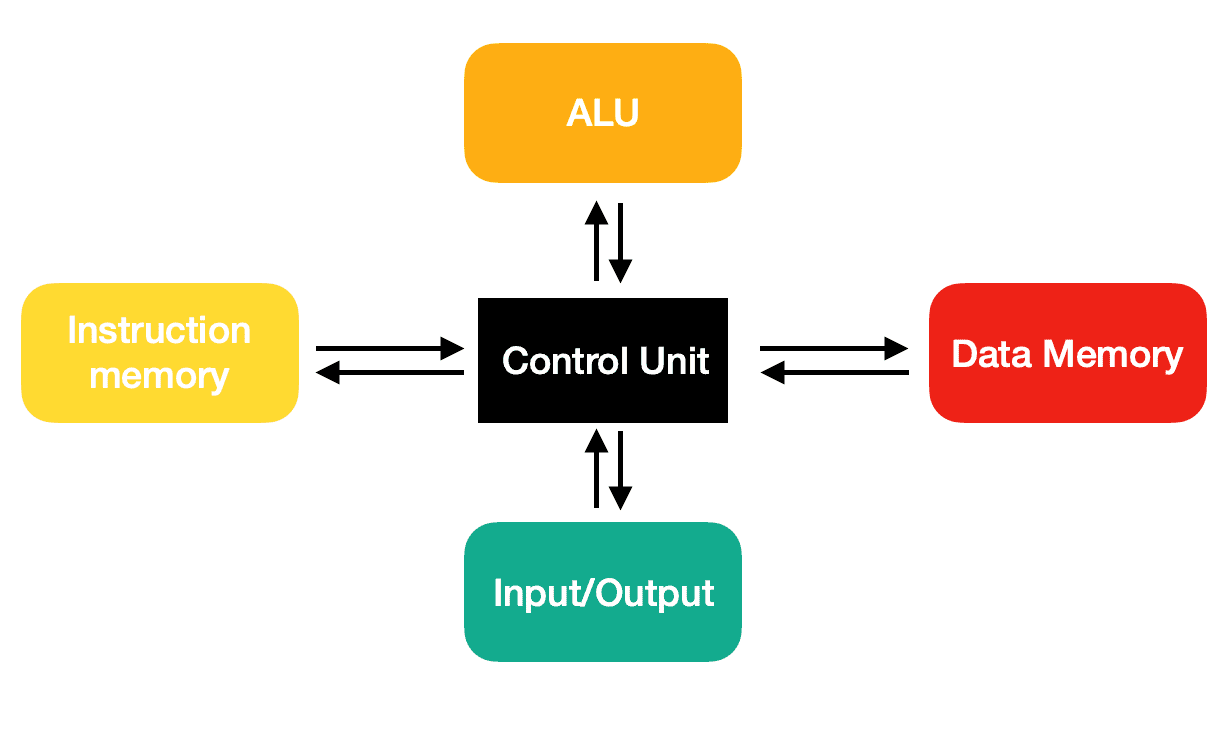 ALU
Instruction
memory
Control Unit
Data Memory
Input/Output